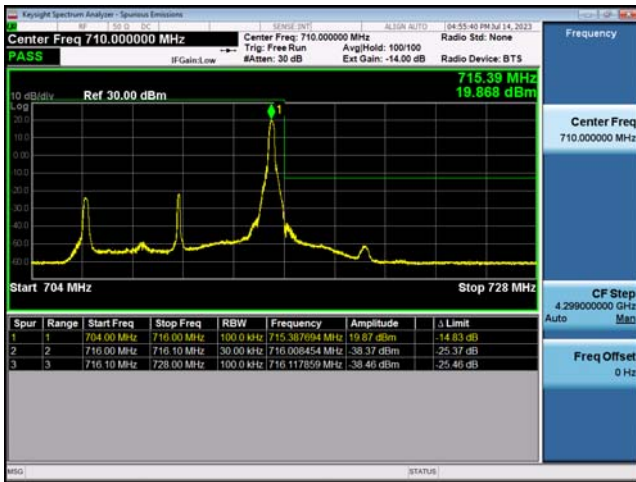 Keysight Spectrum Analyzer - Spurious Emissions
RF 50 Ω DC SENSE:INT ALIGN AUTO 04:55:40 PM Jul 14, 2023
Center Freq 710.000000 MHz Center Freq: 710.000000 MHz Radio Std: None Frequency
PASS Trig: Free Run Avg|Hold: 100/100
IFGain:Low #Atten: 30 dB Ext Gain: -14.00 dB Radio Device: BTS
715.39 MHz
10 dB/div Ref 30.00 dBm 19.868 dBm
Log
20.0 1 Center Freq
710.000000 MHz
10.0
0.00
10.0
20.0
30.0
40.0
50.0
60.0
Start 704 MHz Stop 728 MHz CF Step
4.299000000 GHz
Auto Man
Spur Range Start Freq Stop Freq RBW Frequency Amplitude Δ Limit
1 1 704.00 MHz 716.00 MHz 100.0 kHz 715.387694 MHz 19.87 dBm -14.83 dB
2 2 716.00 MHz 716.10 MHz 30.00 kHz 716.008454 MHz -38.37 dBm -25.37 dB
3 3 716.10 MHz 728.00 MHz 100.0 kHz 716.117859 MHz -38.46 dBm -25.46 dB
Freq Offset
0 Hz
MSG STATUS